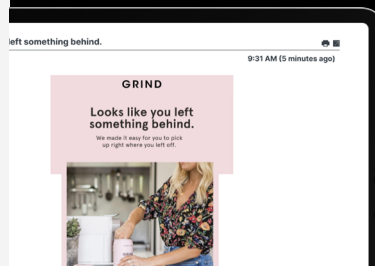 left something behind.
9:31 AM (5 minutes ago)
GRIND
Looks like you left
something behind.
We made it easy for you to pick
up right where you left off.